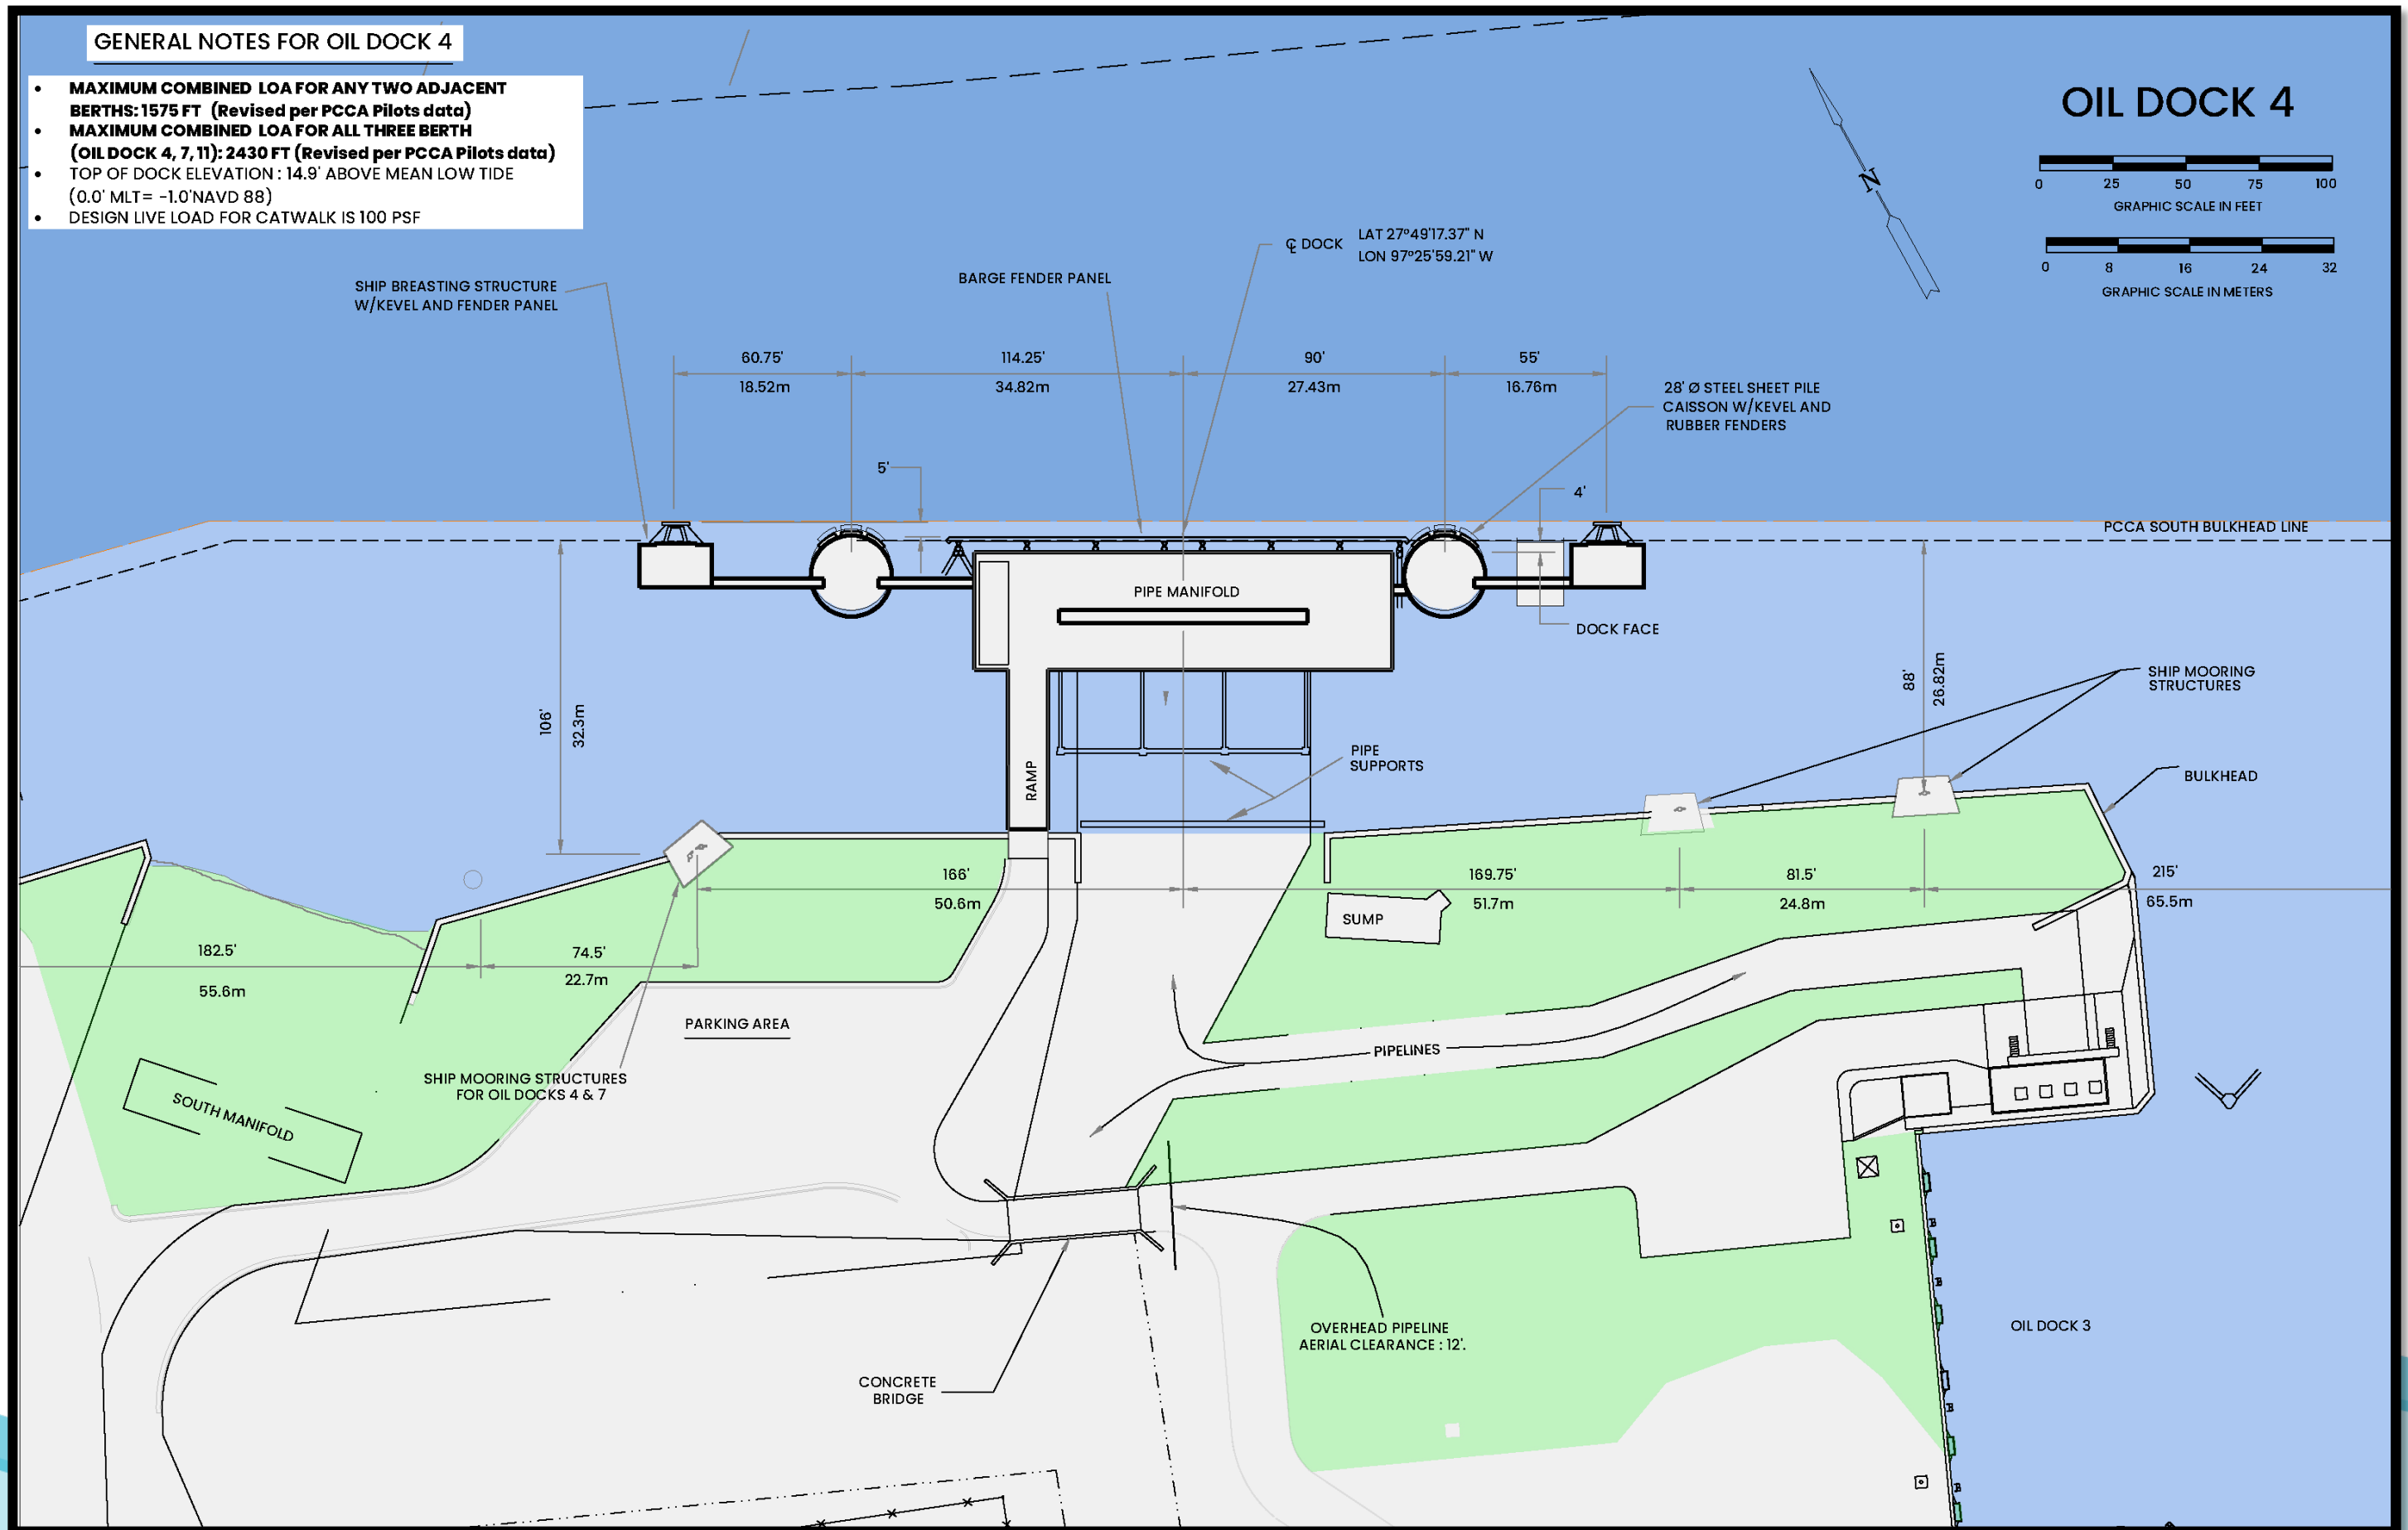 GENERAL NOTES FOR OIL DOCK 4
• MAXIMUM COMBINED LOA FOR ANY TWO ADJACENT
BERTHS: 1575 FT (Revised per PCCA Pilots data)
• MAXIMUM COMBINED LOA FOR ALL THREE BERTH
(OIL DOCK 4, 7, 11): 2430 FT (Revised per PCCA Pilots data)
• TOP OF DOCK ELEVATION : 14.9' ABOVE MEAN LOW TIDE
(0.0' MLT= -1.0'NAVD 88)
• DESIGN LIVE LOAD FOR CATWALK IS 100 PSF
OIL DOCK 4
0 25 50 75 100
GRAPHIC SCALE IN FEET
0 8 16 24 32
GRAPHIC SCALE IN METERS
N
℄ DOCK
LAT 27°49'17.37" N
LON 97°25'59.21" W
SHIP BREASTING STRUCTURE
W/KEVEL AND FENDER PANEL
BARGE FENDER PANEL
60.75'
18.52m
114.25'
34.82m
90'
27.43m
55'
16.76m
28' Ø STEEL SHEET PILE
CAISSON W/KEVEL AND
RUBBER FENDERS
5'
4'
PCCA SOUTH BULKHEAD LINE
PIPE MANIFOLD
DOCK FACE
106'
32.3m
88'
26.82m
SHIP MOORING
STRUCTURES
RAMP
PIPE
SUPPORTS
BULKHEAD
166'
50.6m
169.75'
51.7m
81.5'
24.8m
215'
65.5m
SUMP
182.5'
55.6m
74.5'
22.7m
PARKING AREA
PIPELINES
SHIP MOORING STRUCTURES
FOR OIL DOCKS 4 & 7
SOUTH MANIFOLD
OVERHEAD PIPELINE
AERIAL CLEARANCE : 12'.
OIL DOCK 3
CONCRETE
BRIDGE